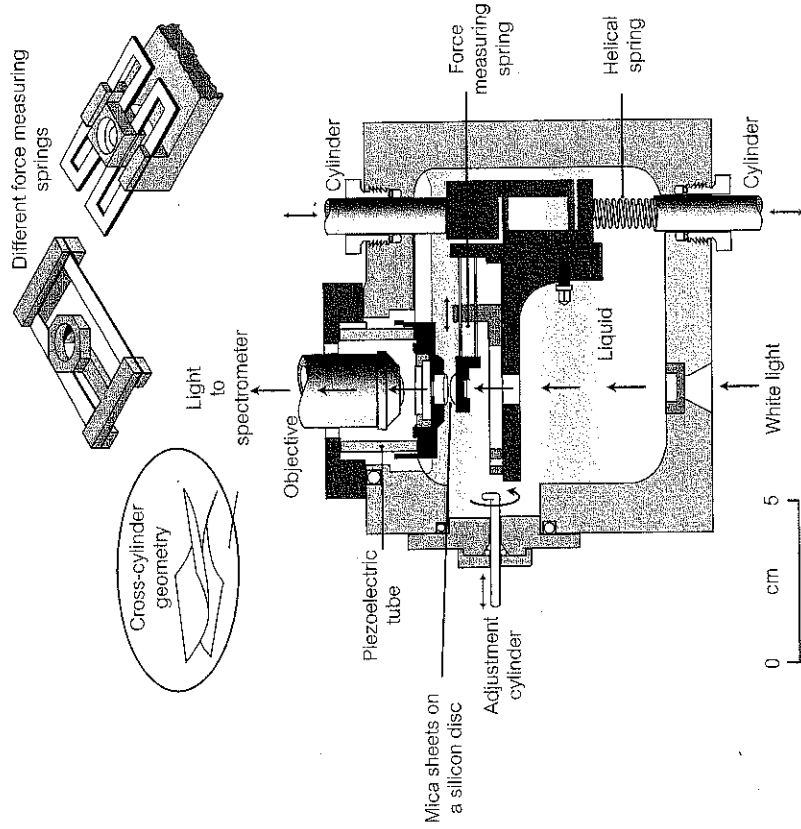 Different force measuring
springs
Cross-cylinder
geometry
Light
to
spectrometer
Objective
Piezoelectric
tube
Mica sheets on
a silicon disc
Adjustment
cylinder
Cylinder
Force
measuring
spring
Helical
spring
Cylinder
Liquid
White light
0 cm 5